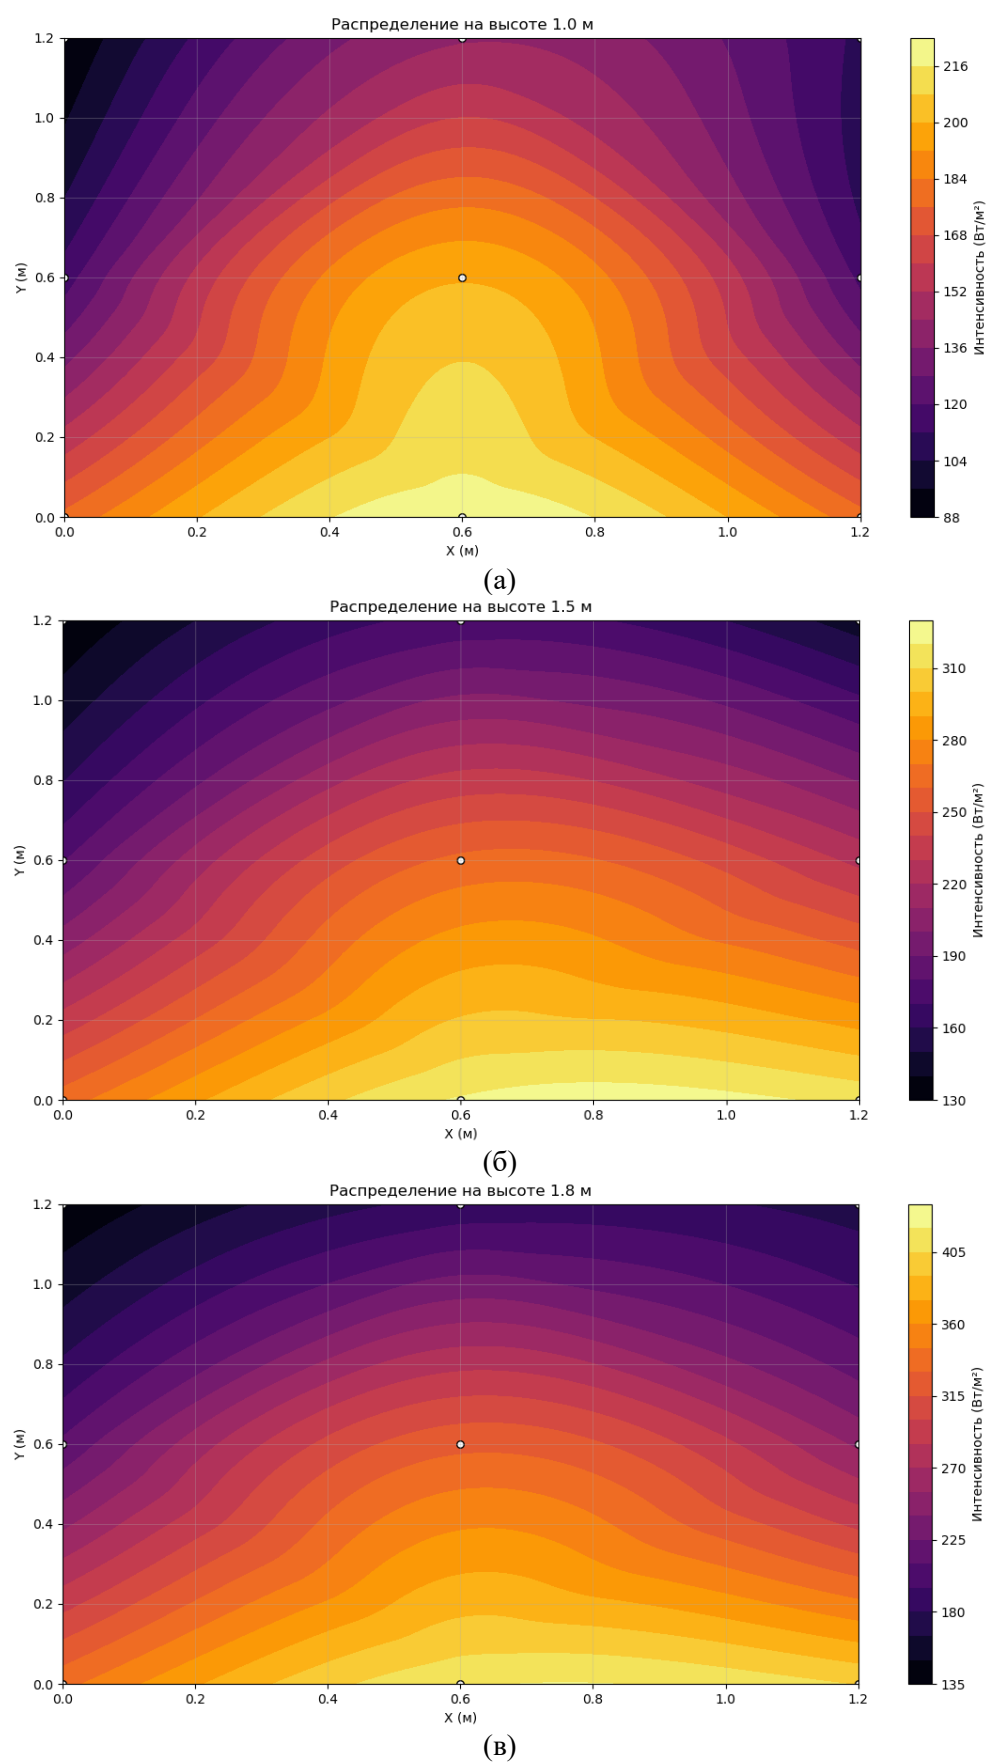 Распределение на высоте 1.0 м
1.2
1.0
0.8
0.6
0.4
0.2
0.0
Y (м)
0.0 0.2 0.4 0.6 0.8 1.0 1.2
X (м)
216
200
184
168
152
136
120
104
88
Интенсивность (Вт/м²)
(а)
Распределение на высоте 1.5 м
1.2
1.0
0.8
0.6
0.4
0.2
0.0
Y (м)
0.0 0.2 0.4 0.6 0.8 1.0 1.2
X (м)
310
280
250
220
190
160
130
Интенсивность (Вт/м²)
(б)
Распределение на высоте 1.8 м
1.2
1.0
0.8
0.6
0.4
0.2
0.0
Y (м)
0.0 0.2 0.4 0.6 0.8 1.0 1.2
X (м)
405
360
315
270
225
180
135
Интенсивность (Вт/м²)
(в)